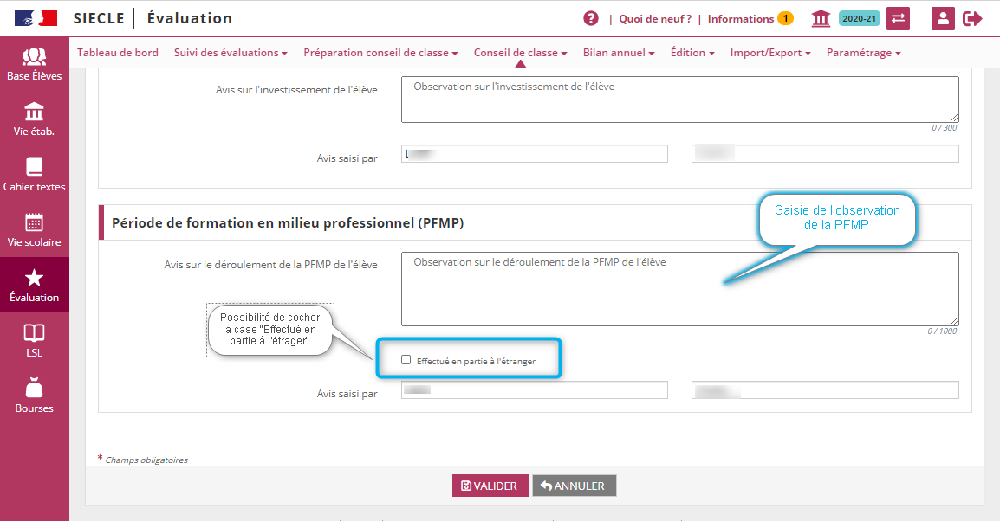 SIECLE Évaluation
? | Quoi de neuf ? | Informations 1 2020-21
Base Élèves
Vie étab.
Cahier textes
Vie scolaire
Évaluation
LSL
Bourses
Tableau de bord Suivi des évaluations Préparation conseil de classe Conseil de classe Bilan annuel Édition Import/Export Paramétrage
Avis sur l'investissement de l'élève
Observation sur l'investissement de l'élève
0 / 300
Avis saisi par
Période de formation en milieu professionnel (PFMP)
Saisie de l'observation
de la PFMP
Avis sur le déroulement de la PFMP de l'élève
Observation sur le déroulement de la PFMP de l'élève
0 / 1000
Possibilité de cocher
la case "Effectué en
partie à l'étrager"
Effectué en partie à l'étranger
Avis saisi par
* Champs obligatoires
VALIDER ANNULER